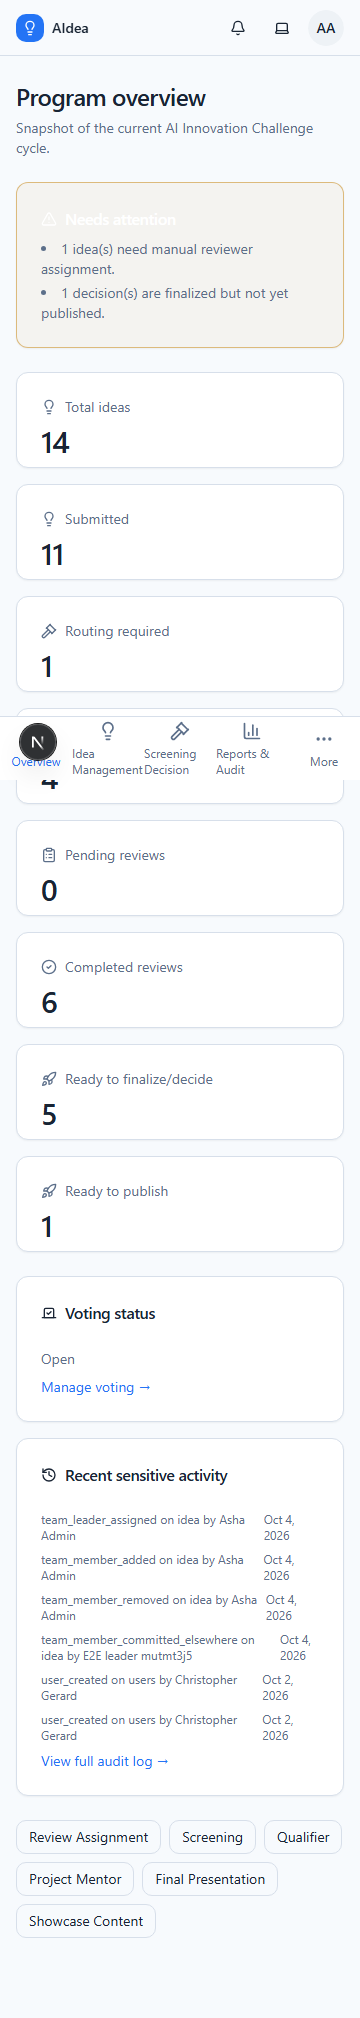 AIdea
AA
Program overview
Snapshot of the current AI Innovation Challenge
cycle.
Needs attention
• 1 idea(s) need manual reviewer
assignment.
• 1 decision(s) are finalized but not yet
published.
Total ideas
14
Submitted
11
Routing required
1
N
Overview
Idea
Management
Screening
Decision
Reports &
Audit
More
4
Pending reviews
0
Completed reviews
6
Ready to finalize/decide
5
Ready to publish
1
Voting status
Open
Manage voting →
Recent sensitive activity
team_leader_assigned on idea by Asha
Admin
Oct 4,
2026
team_member_added on idea by Asha
Admin
Oct 4,
2026
team_member_removed on idea by Asha
Admin
Oct 4,
2026
team_member_committed_elsewhere on
idea by E2E leader mutmt3j5
Oct 4,
2026
user_created on users by Christopher
Gerard
Oct 2,
2026
user_created on users by Christopher
Gerard
Oct 2,
2026
View full audit log →
Review Assignment
Screening
Qualifier
Project Mentor
Final Presentation
Showcase Content